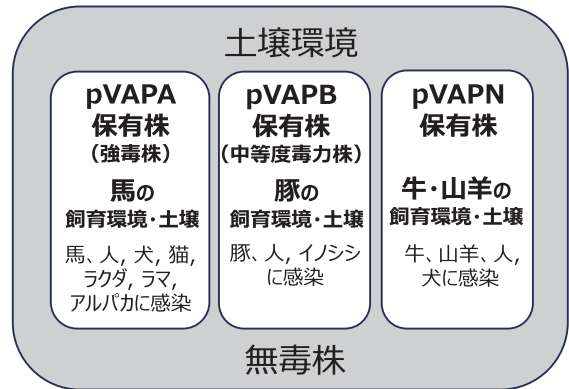 土壌環境
pVAPA
保有株
（強毒株）
馬の
飼育環境・土壌
馬、人, 犬, 猫,
ラクダ, ラマ,
アルパカに感染
pVAPB
保有株
（中等度毒力株）
豚の
飼育環境・土壌
豚、人, イノシシ
に感染
pVAPN
保有株
牛・山羊の
飼育環境・土壌
牛、山羊、人,
犬に感染
無毒株